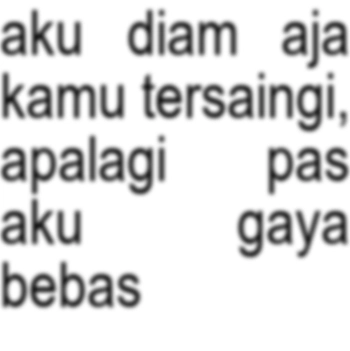 aku diam aja
kamu tersaingi,
apalagi pas
aku gaya
bebas